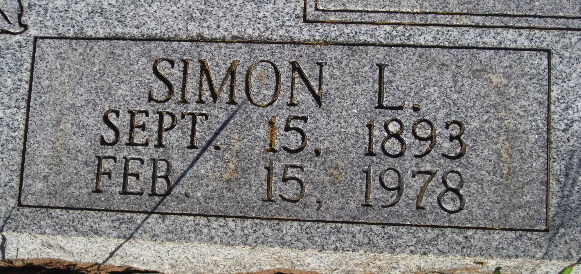 SIMON L.
SEPT. 15, 1893
FEB. 15, 1978